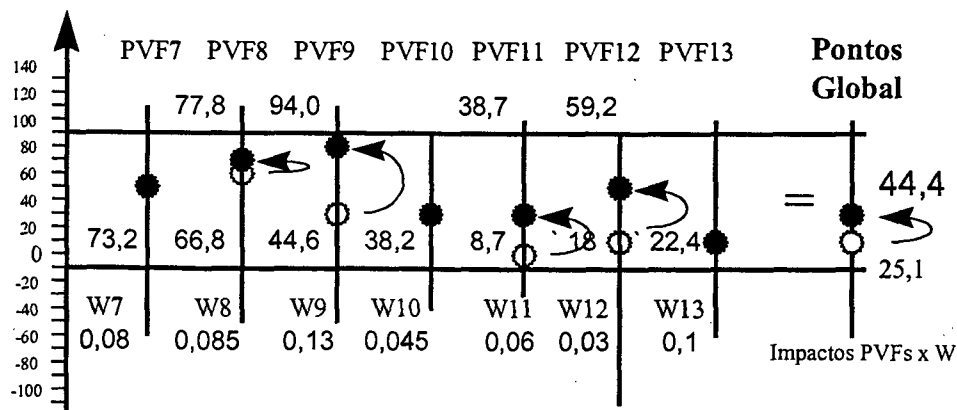 PVF7 PVF8 PVF9 PVF10 PVF11 PVF12 PVF13 Pontos
Global
140
120
100
80
60
40
20
0
-20
-40
-60
-80
-100
77,8 94,0 38,7 59,2
73,2 66,8 44,6 38,2 8,7 18 22,4
= 44,4
25,1
W7 W8 W9 W10 W11 W12 W13
0,08 0,085 0,13 0,045 0,06 0,03 0,1
Impactos PVFs x W